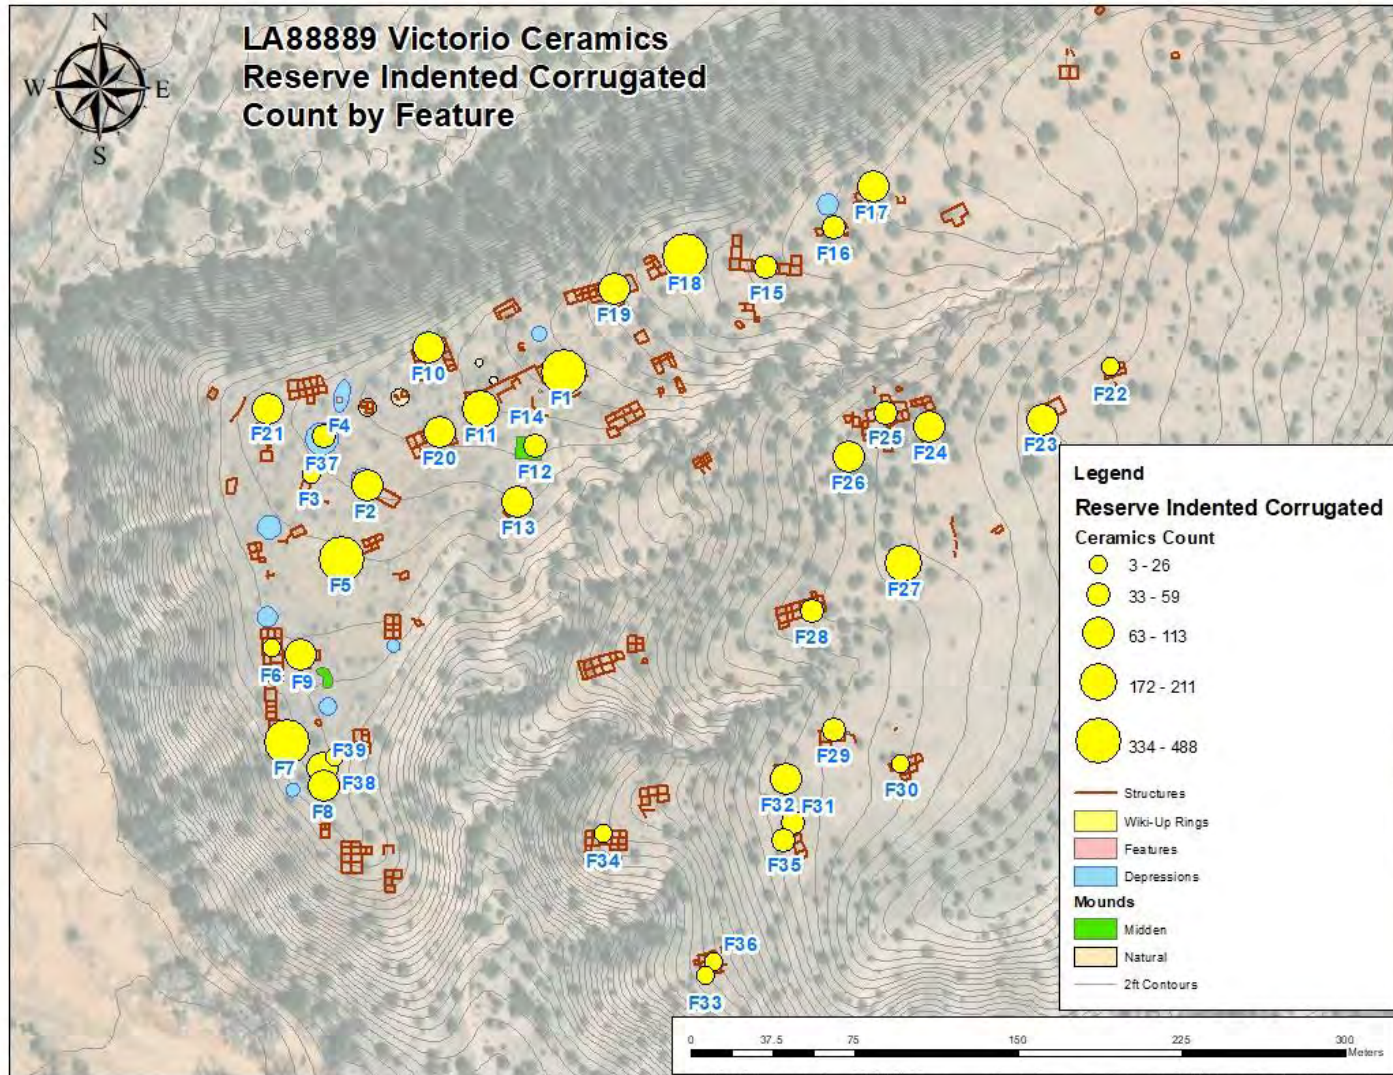 N
W E
S
LA88889 Victorio Ceramics
Reserve Indented Corrugated
Count by Feature
F17
F16
F18
F15
F19
F10
F1
F22
F21
F4
F14
F11
F25
F24
F23
F37
F20
F12
F26
F3
F2
F13
F5
F27
F28
F6
F9
F29
F7
F39
F38
F30
F8
F32
F31
F34
F35
F36
F33
Legend
Reserve Indented Corrugated
Ceramics Count
3 - 26
33 - 59
63 - 113
172 - 211
334 - 488
Structures
Wiki-Up Rings
Features
Depressions
Mounds
Midden
Natural
2ft Contours
0 37.5 75 150 225 300
Meters